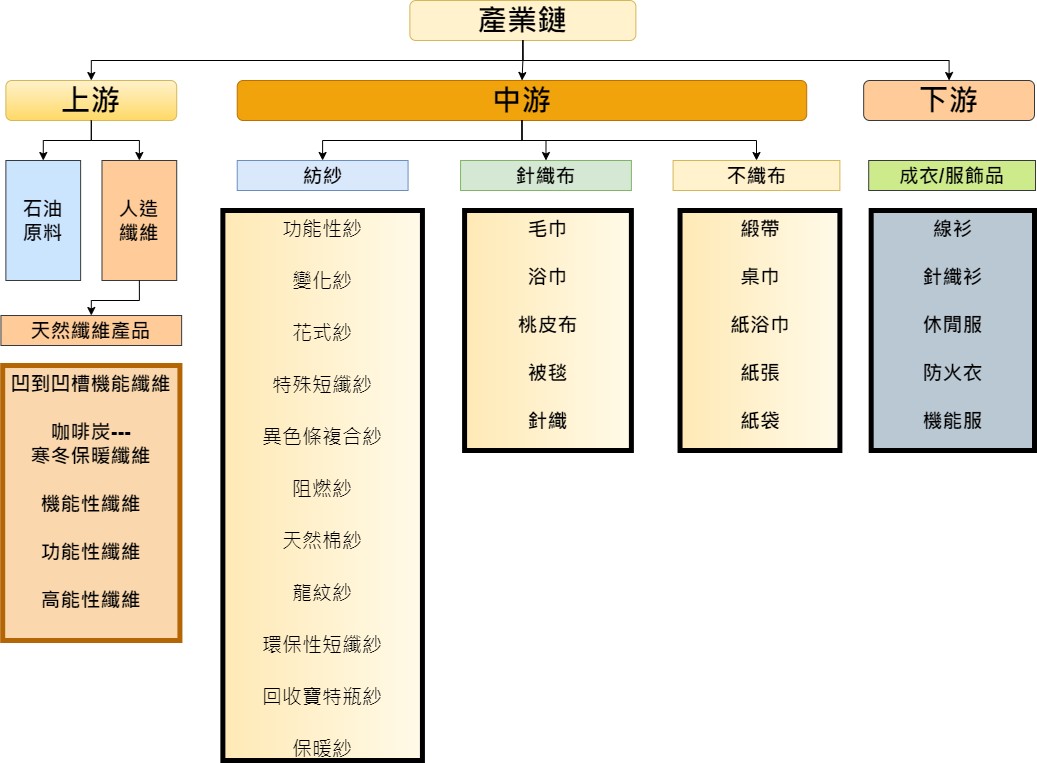 產業鏈
上游
中游
下游
石油
原料
人造
纖維
天然纖維產品
凹到凹槽機能纖維
咖啡炭---
寒冬保暖纖維
機能性纖維
功能性纖維
高能性纖維
紡紗
功能性紗
變化紗
花式紗
特殊短纖紗
異色條複合紗
阻燃紗
天然棉紗
龍紋紗
環保性短纖紗
回收寶特瓶紗
保暖紗
針織布
毛巾
浴巾
桃皮布
被毯
針織
不織布
緞帶
桌巾
紙浴巾
紙張
紙袋
成衣/服飾品
線衫
針織衫
休閒服
防火衣
機能服